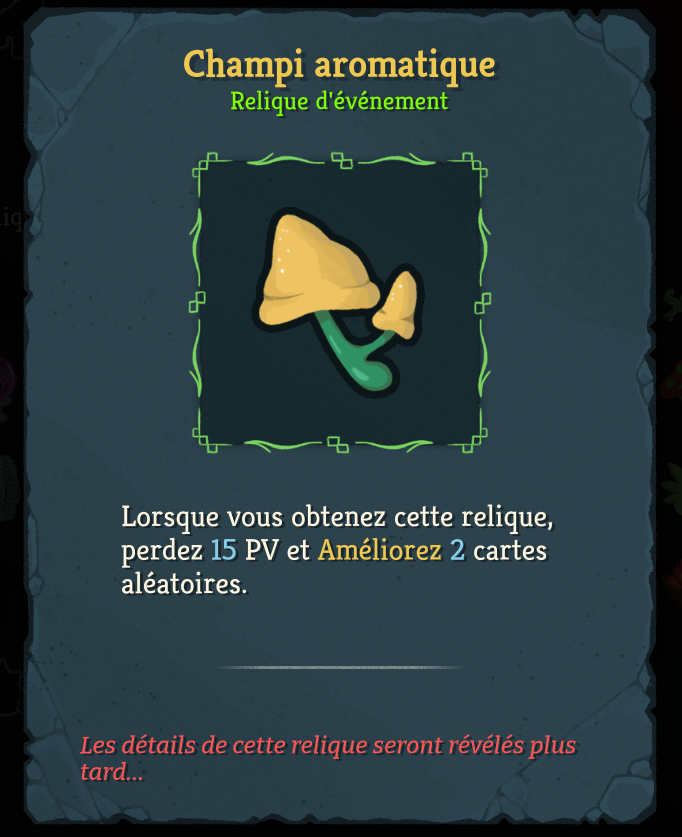 Champi aromatique
Relique d'événement
Lorsque vous obtenez cette relique,
perdez 15 PV et Améliorez 2 cartes
aléatoires.
Les détails de cette relique seront révélés plus
tard...